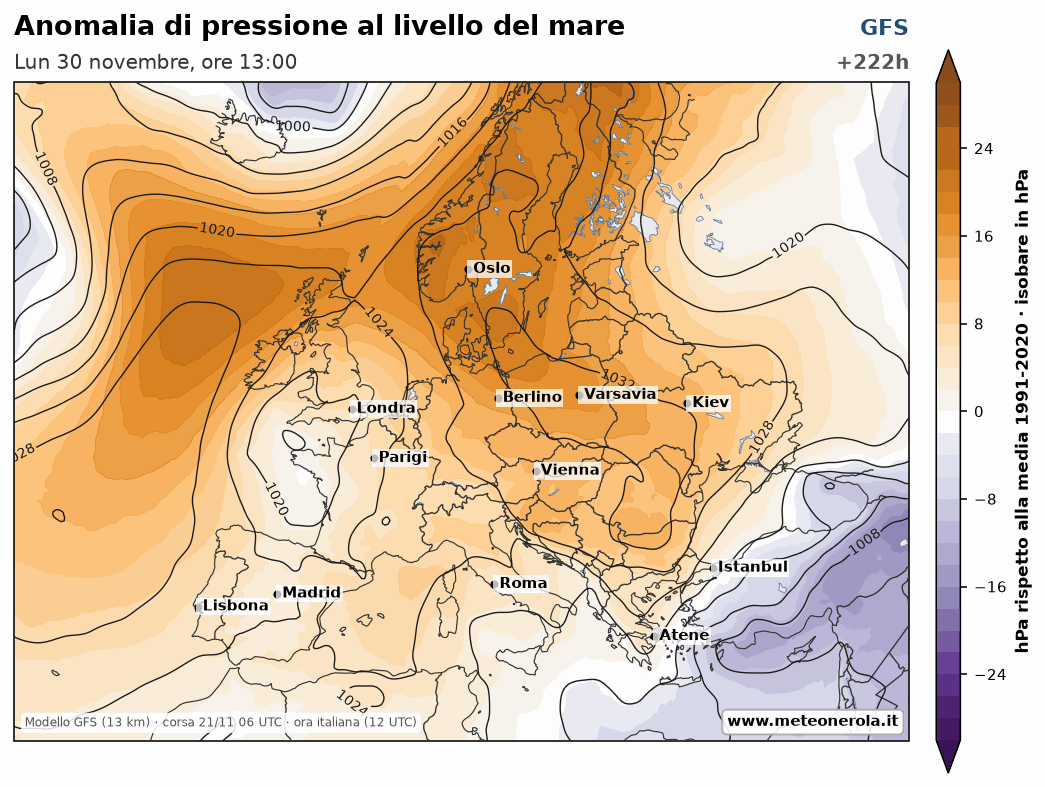 Anomalia di pressione al livello del mare
GFS
Lun 30 novembre, ore 13:00
+222h
1000
1016
1008
1020
1020
Oslo
1024
1032
Berlino
Varsavia
Kiev
Londra
1028
028
Parigi
Vienna
1020
1008
Istanbul
Roma
Madrid
Lisbona
Atene
1024
Modello GFS (13 km) · corsa 21/11 06 UTC · ora italiana (12 UTC)
www.meteonerola.it
24
16
8
0
−8
−16
−24
hPa rispetto alla media 1991-2020 · isobare in hPa